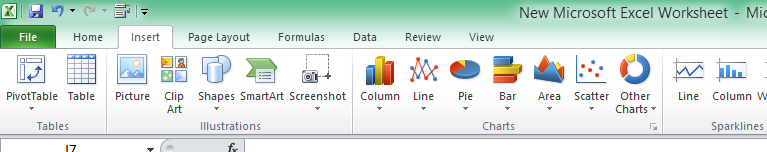 New Microsoft Excel Worksheet - Mic
File Home Insert Page Layout Formulas Data Review View
PivotTable Table Picture Clip Art Shapes SmartArt Screenshot Column Line Pie Bar Area Scatter Other Charts Line Column W
Tables Illustrations Charts Sparklines
J7 fx